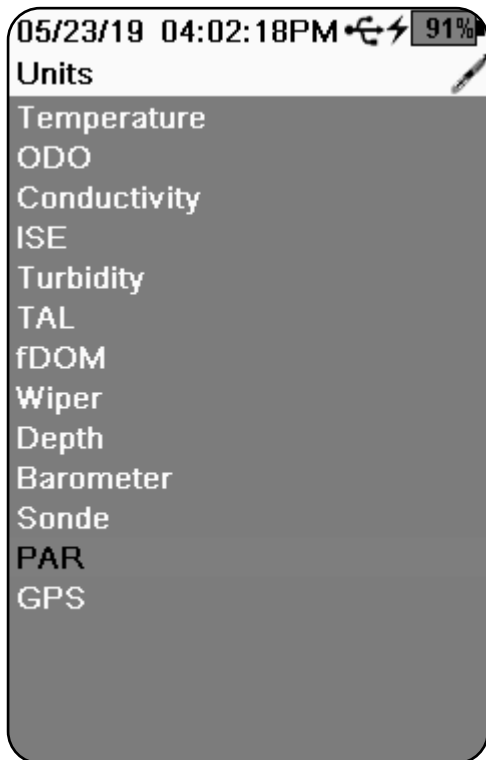 05/23/19 04:02:18PM 91%
Units
Temperature
ODO
Conductivity
ISE
Turbidity
TAL
fDOM
Wiper
Depth
Barometer
Sonde
PAR
GPS